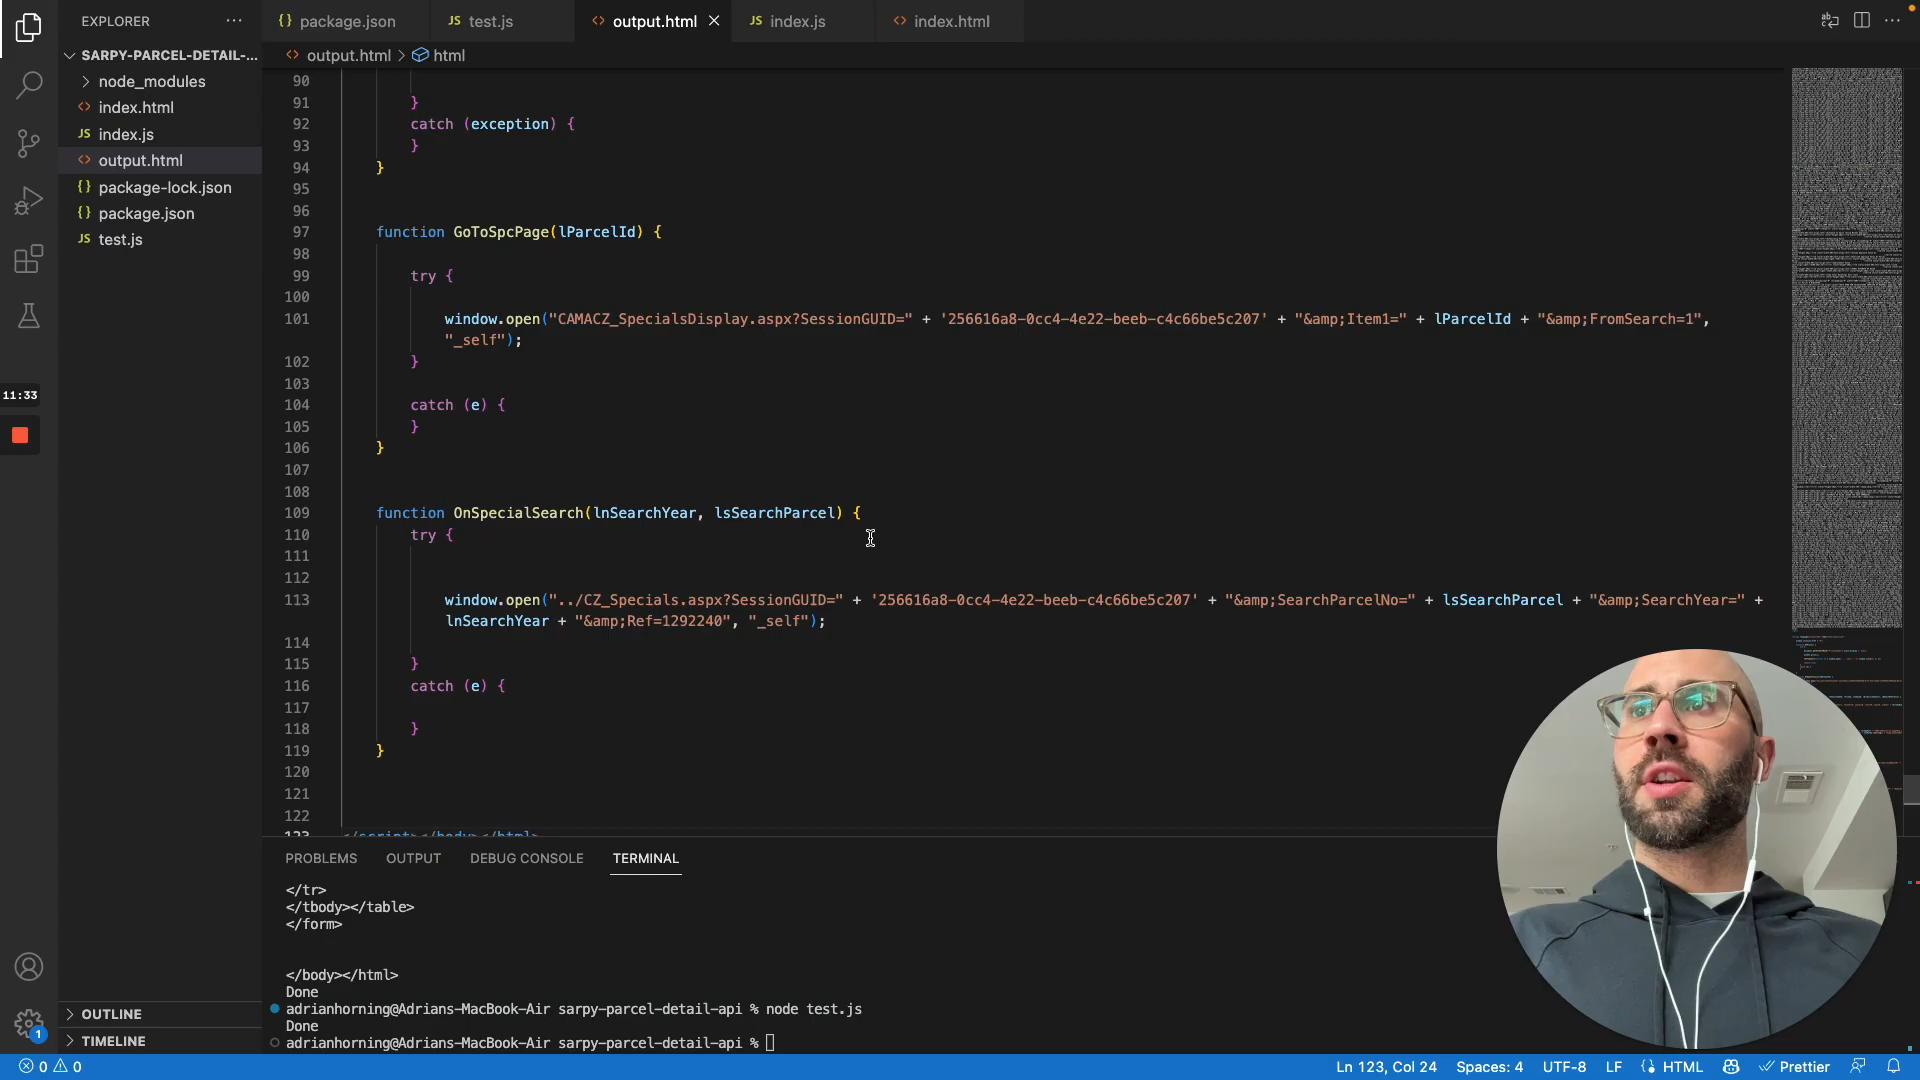 EXPLORER
SARPY-PARCEL-DETAIL-...
node_modules
index.html
JS index.js
output.html
{} package-lock.json
{} package.json
JS test.js
OUTLINE
TIMELINE
11:33
1
{} package.json
JS test.js
output.html
JS index.js
index.html
output.html > html
90
91 }
92 catch (exception) {
93 }
94 }
95
96
97 function GoToSpcPage(lParcelId) {
98
99 try {
100
101 window.open("CAMACZ_SpecialsDisplay.aspx?SessionGUID=" + '256616a8-0cc4-4e22-beeb-c4c66be5c207' + "&amp;Item1=" + lParcelId + "&amp;FromSearch=1",
"_self");
102 }
103
104 catch (e) {
105 }
106 }
107
108
109 function OnSpecialSearch(lnSearchYear, lsSearchParcel) {
110 try {
111
112
113 window.open("../CZ_Specials.aspx?SessionGUID=" + '256616a8-0cc4-4e22-beeb-c4c66be5c207' + "&amp;SearchParcelNo=" + lsSearchParcel + "&amp;SearchYear=" +
lnSearchYear + "&amp;Ref=1292240", "_self");
114
115 }
116 catch (e) {
117
118 }
119 }
120
121
122
123 </script></body></html>
PROBLEMS OUTPUT DEBUG CONSOLE TERMINAL
</tr>
</tbody></table>
</form>
</body></html>
Done
adrianhorning@Adrians-MacBook-Air sarpy-parcel-detail-api % node test.js
Done
adrianhorning@Adrians-MacBook-Air sarpy-parcel-detail-api %
0 0
Ln 123, Col 24 Spaces: 4 UTF-8 LF {} HTML Prettier